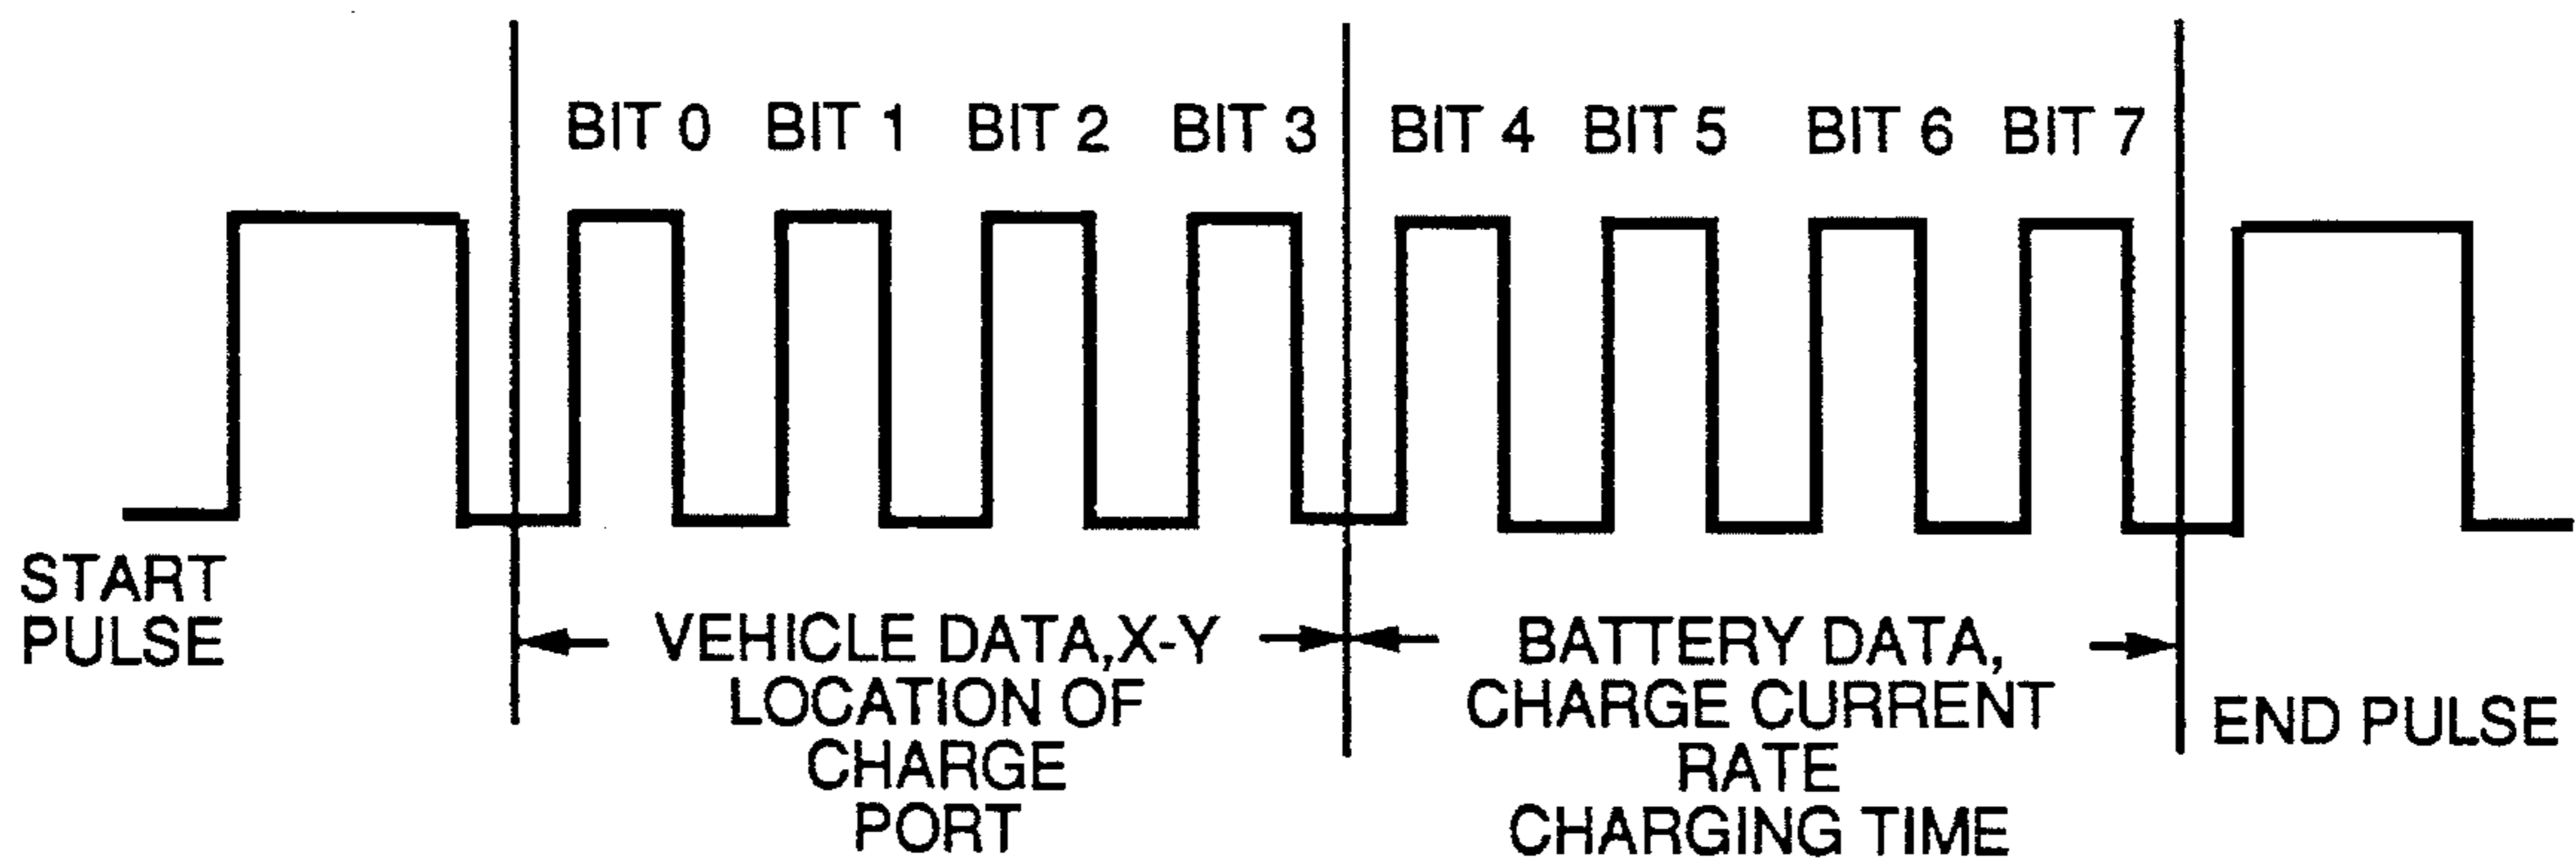 BIT 0 BIT 1 BIT 2 BIT 3 BIT 4 BIT 5 BIT 6 BIT 7
START
PULSE
VEHICLE DATA,X-Y
LOCATION OF
CHARGE
PORT
BATTERY DATA,
CHARGE CURRENT
RATE
CHARGING TIME
END PULSE